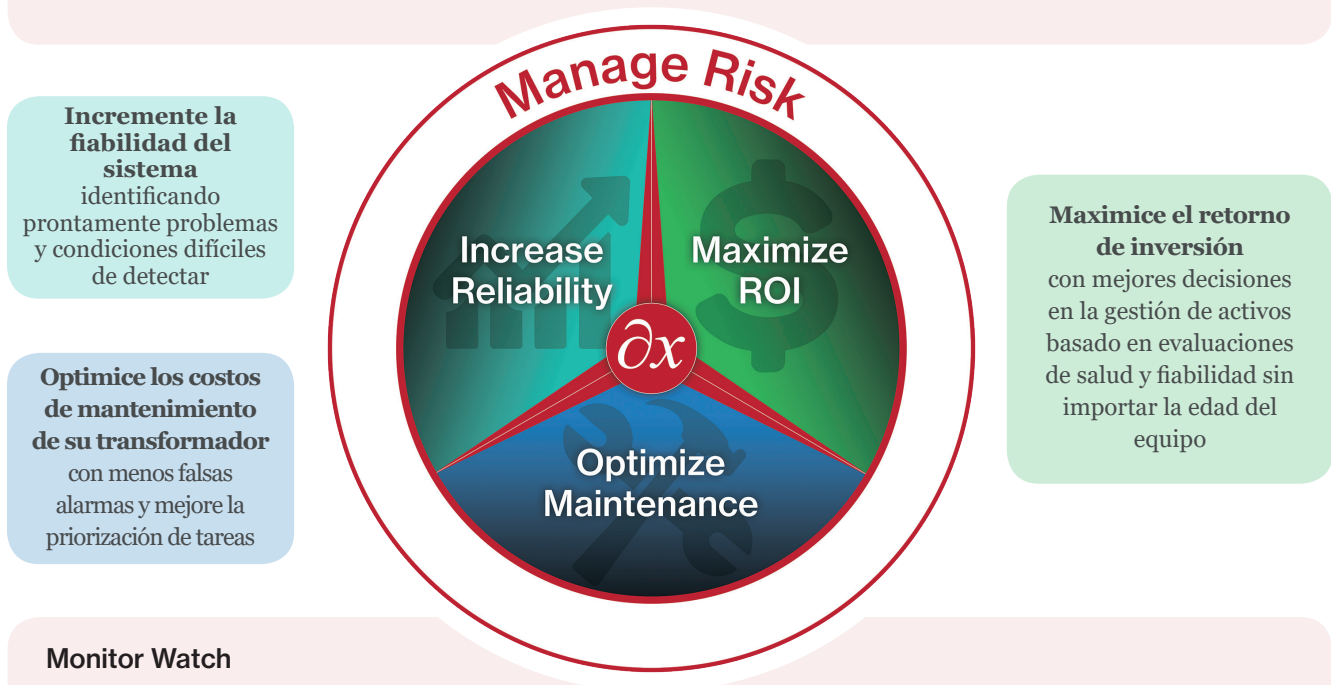 Manage Risk
Incremente la
fiabilidad del
sistema
identificando
prontamente problemas
y condiciones difíciles
de detectar
Optimice los costos
de mantenimiento
de su transformador
con menos falsas
alarmas y mejore la
priorización de tareas
Increase
Reliability
Maximize
ROI
∂x
Optimize
Maintenance
Maximice el retorno
de inversión
con mejores decisiones
en la gestión de activos
basado en evaluaciones
de salud y fiabilidad sin
importar la edad del
equipo
Monitor Watch